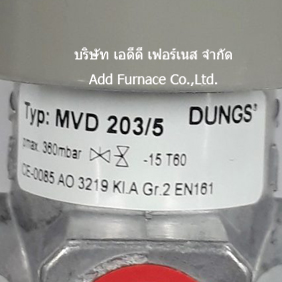 บริษัท เอดีดี เฟอร์เนส จำกัด
Add Furnace Co.,Ltd.
Typ: MVD 203/5 DUNGS®
pmax. 360mbar -15 T60
CE-0085 AO 3219 Kl.A Gr.2 EN161